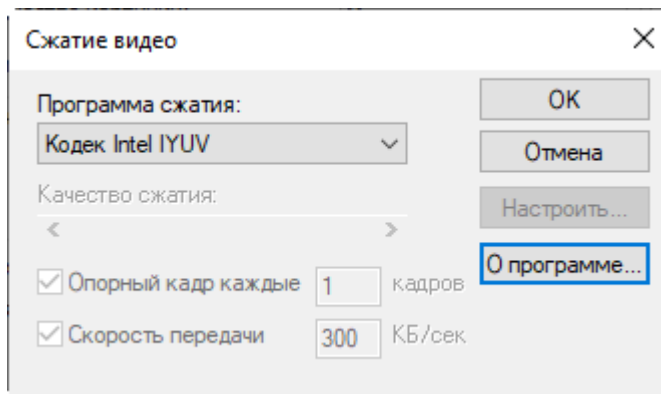 Сжатие видео
Программа сжатия:
Кодек Intel IYUV
Качество сжатия:
Опорный кадр каждые 1 кадров
Скорость передачи 300 КБ/сек
OK
Отмена
Настроить...
О программе...